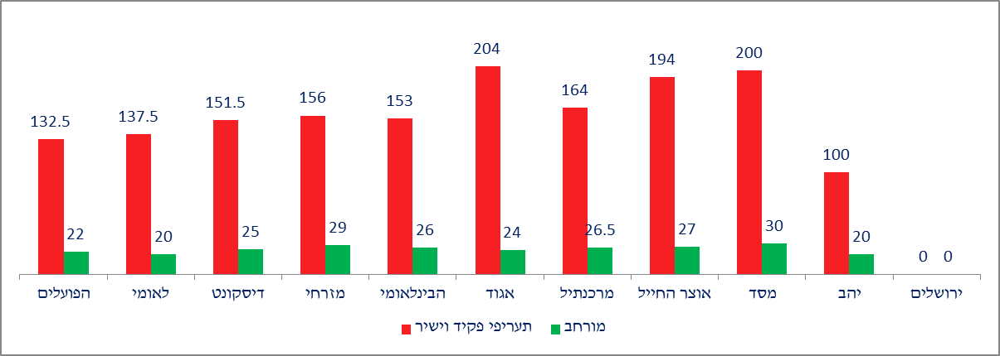 132.5 137.5 151.5 156 153 204 164 194 200 100
22 20 25 29 26 24 26.5 27 30 20 0 0
הפועלים לאומי דיסקונט מזרחי הבינלאומי אגוד מרכנתיל אוצר החייל מסד יהב ירושלים
תעריפי פקיד וישיר מורחב